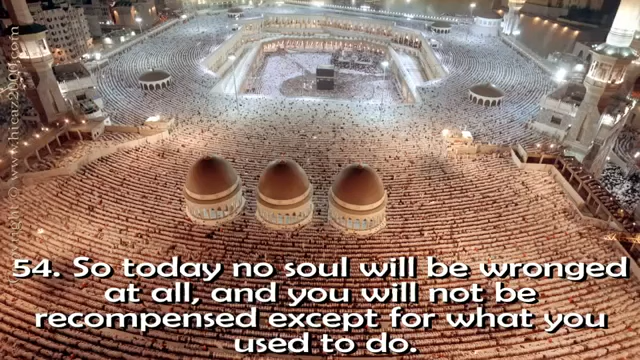 54. So today no soul will be wronged
at all, and you will not be
recompensed except for what you
used to do.